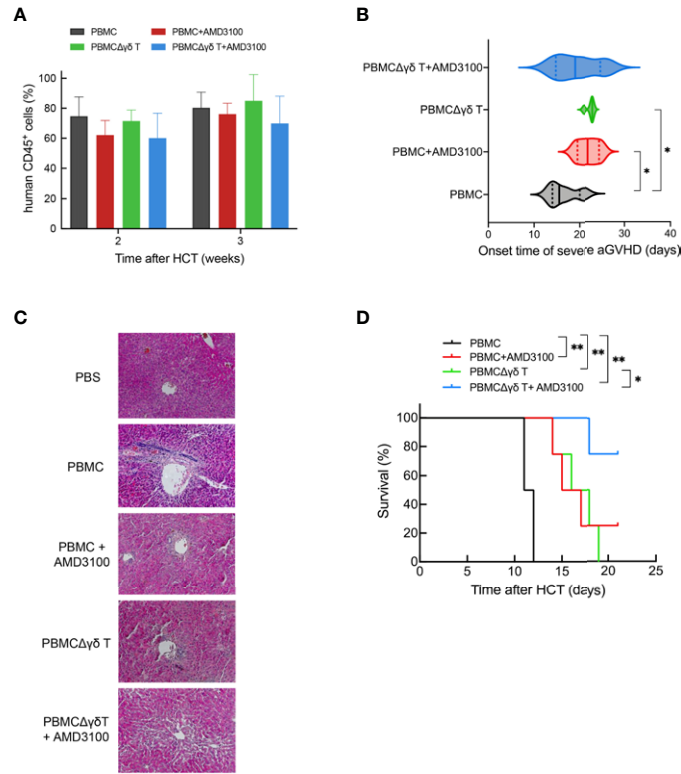 A
PBMC PBMC+AMD3100
PBMCΔγδ T PBMCΔγδ T+AMD3100
human CD45⁺ cells (%)
100
80
60
40
20
0
2 3
Time after HCT (weeks)
B
PBMCΔγδ T+AMD3100
PBMCΔγδ T
PBMC+AMD3100
PBMC
*
*
0 10 20 30 40
Onset time of severe aGVHD (days)
C
PBS
PBMC
PBMC +
AMD3100
PBMCΔγδ T
PBMCΔγδT
+ AMD3100
D
PBMC
PBMC+AMD3100
PBMCΔγδ T
PBMCΔγδ T+ AMD3100
**
**
**
*
Survival (%)
100
80
60
40
20
0
0 5 10 15 20 25
Time after HCT (days)